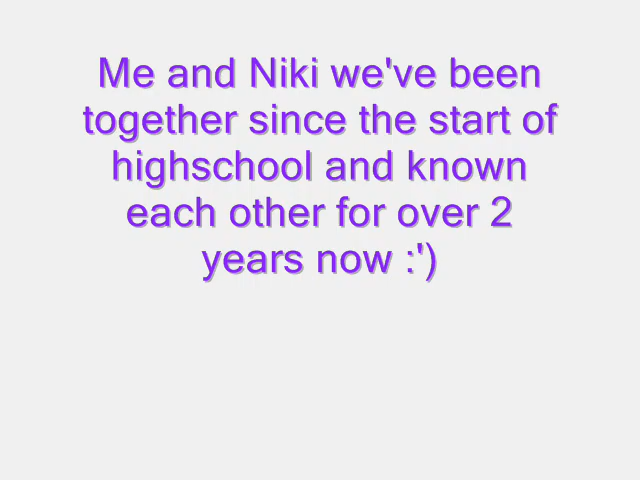 Me and Niki we've been
together since the start of
highschool and known
each other for over 2
years now :')